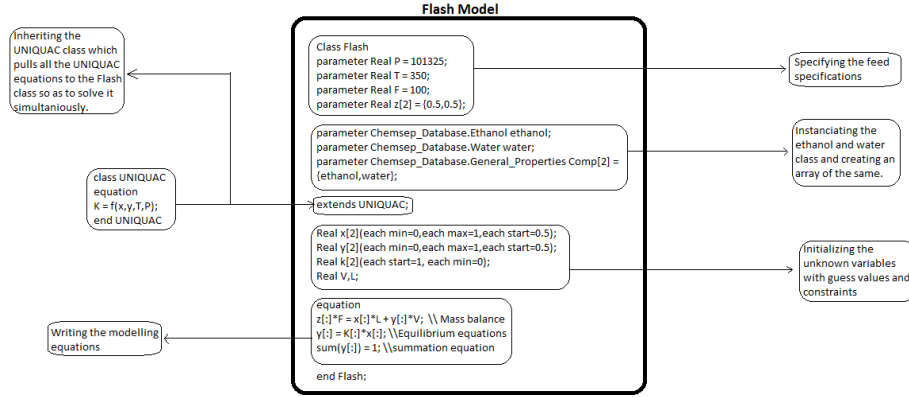 Flash Model
Inheriting the
UNIQUAC class which
pulls all the UNIQUAC
equations to the Flash
class so as to solve it
simultaniously.
class UNIQUAC
equation
K = f(x,y,T,P);
end UNIQUAC
Writing the modelling
equations
Class Flash
parameter Real P = 101325;
parameter Real T = 350;
parameter Real F = 100;
parameter Real z[2] = {0.5,0.5};
parameter Chemsep_Database.Ethanol ethanol;
parameter Chemsep_Database.Water water;
parameter Chemsep_Database.General_Properties Comp[2] =
{ethanol,water};
extends UNIQUAC;
Real x[2](each min=0,each max=1,each start=0.5);
Real y[2](each min=0,each max=1,each start=0.5);
Real k[2](each start=1, each min=0);
Real V,L;
equation
z[:]*F = x[:]*L + y[:]*V; \\ Mass balance
y[:] = K[:]*x[:]; \\Equilibrium equations
sum(y[:]) = 1; \\summation equation
end Flash;
Specifying the feed
specifications
Instanciating the
ethanol and water
class and creating an
array of the same.
Initializing the
unknown variables
with guess values and
constraints